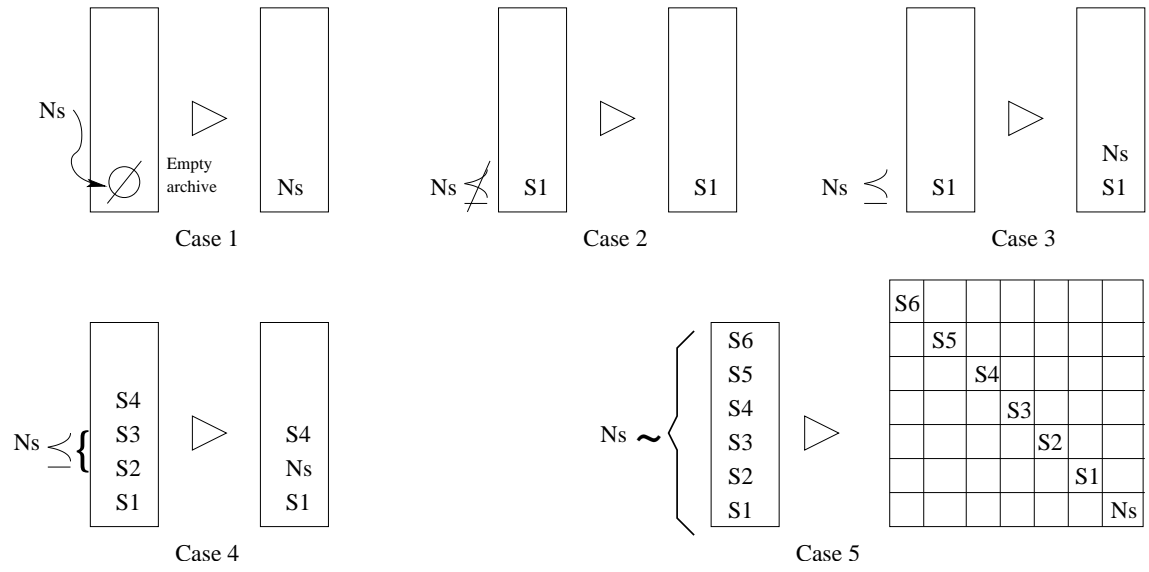 Ns
Empty
archive
Ns
Case 1
Ns ⋠ S1
S1
Case 2
Ns ⪯ S1
Ns
S1
Case 3
Ns ⪯ {
S4
S3
S2
S1
S4
Ns
S1
Case 4
Ns ~
S6
S5
S4
S3
S2
S1
S6
S5
S4
S3
S2
S1
Ns
Case 5